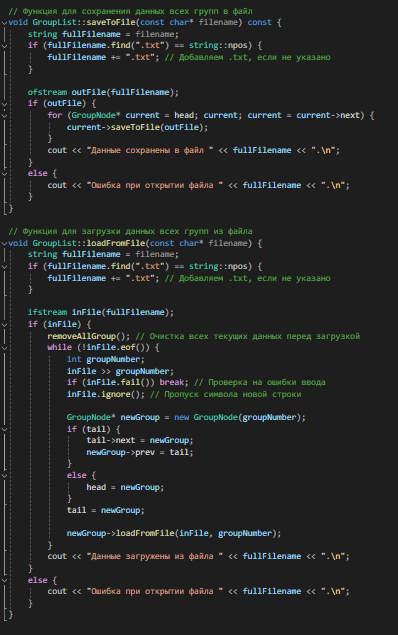 // Функция для сохранения данных всех групп в файл
void GroupList::saveToFile(const char* filename) const {
    string fullFilename = filename;
    if (fullFilename.find(".txt") == string::npos) {
        fullFilename += ".txt"; // Добавляем .txt, если не указано
    }

    ofstream outFile(fullFilename);
    if (outFile) {
        for (GroupNode* current = head; current; current = current->next) {
            current->saveToFile(outFile);
        }
        cout << "Данные сохранены в файл " << fullFilename << ".\n";
    }
    else {
        cout << "Ошибка при открытии файла " << fullFilename << ".\n";
    }
}

// Функция для загрузки данных всех групп из файла
void GroupList::loadFromFile(const char* filename) {
    string fullFilename = filename;
    if (fullFilename.find(".txt") == string::npos) {
        fullFilename += ".txt"; // Добавляем .txt, если не указано
    }

    ifstream inFile(fullFilename);
    if (inFile) {
        removeAllGroup(); // Очистка всех текущих данных перед загрузкой
        while (!inFile.eof()) {
            int groupNumber;
            inFile >> groupNumber;
            if (inFile.fail()) break; // Проверка на ошибки ввода
            inFile.ignore(); // Пропуск символа новой строки

            GroupNode* newGroup = new GroupNode(groupNumber);
            if (tail) {
                tail->next = newGroup;
                newGroup->prev = tail;
            }
            else {
                head = newGroup;
            }
            tail = newGroup;

            newGroup->loadFromFile(inFile, groupNumber);
        }
        cout << "Данные загружены из файла " << fullFilename << ".\n";
    }
    else {
        cout << "Ошибка при открытии файла " << fullFilename << ".\n";
    }
}